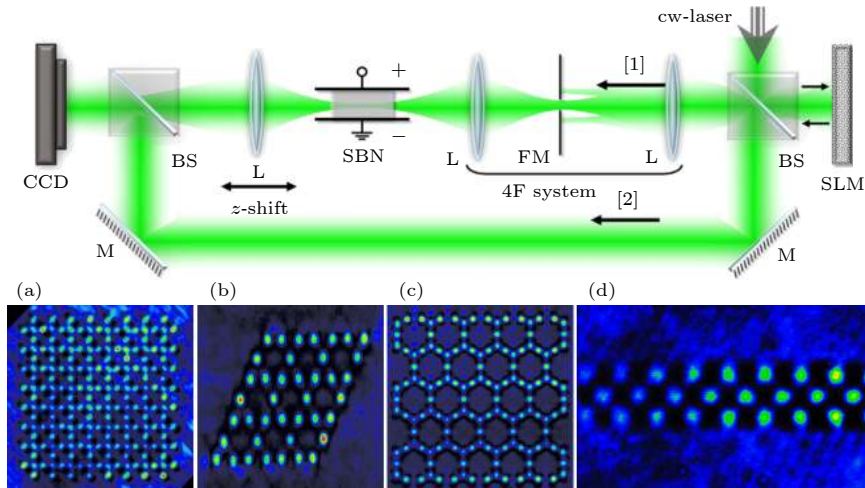 cw-laser
[1]
+
−
BS
SBN
FM
BS
CCD
L
L
L
SLM
z-shift
4F system
[2]
M
M
(a)
(b)
(c)
(d)